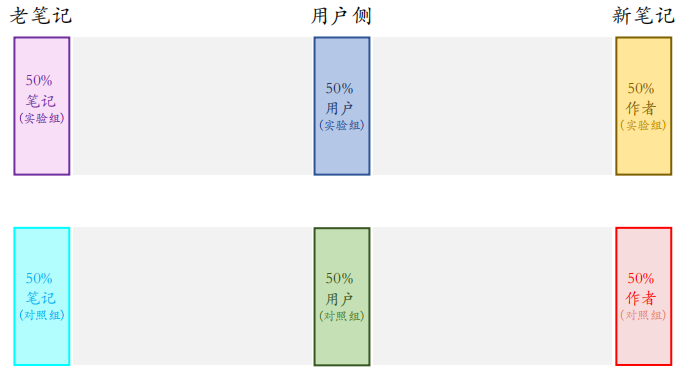 老笔记
用户侧
新笔记
50%
笔记
(实验组)
50%
用户
(实验组)
50%
作者
(实验组)
50%
笔记
(对照组)
50%
用户
(对照组)
50%
作者
(对照组)